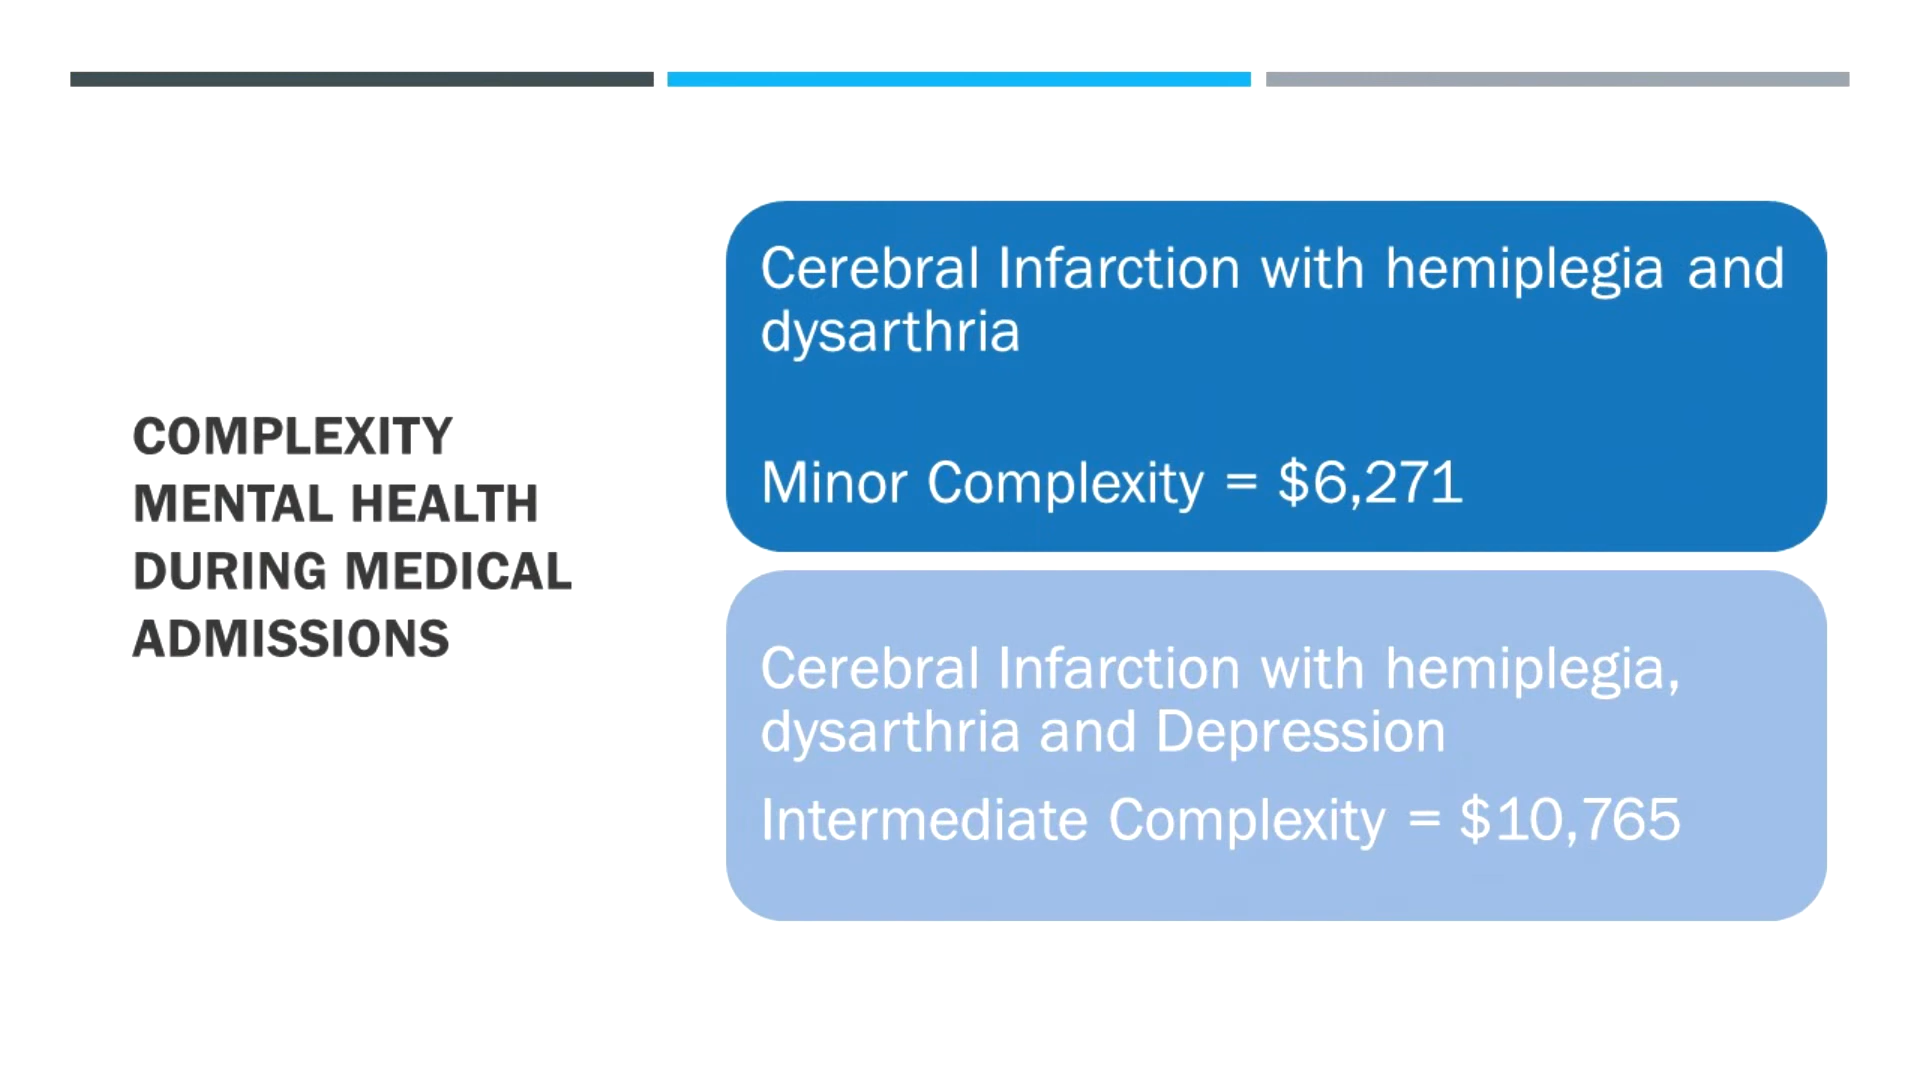 COMPLEXITY
MENTAL HEALTH
DURING MEDICAL
ADMISSIONS
Cerebral Infarction with hemiplegia and
dysarthria
Minor Complexity = $6,271
Cerebral Infarction with hemiplegia,
dysarthria and Depression
Intermediate Complexity = $10,765